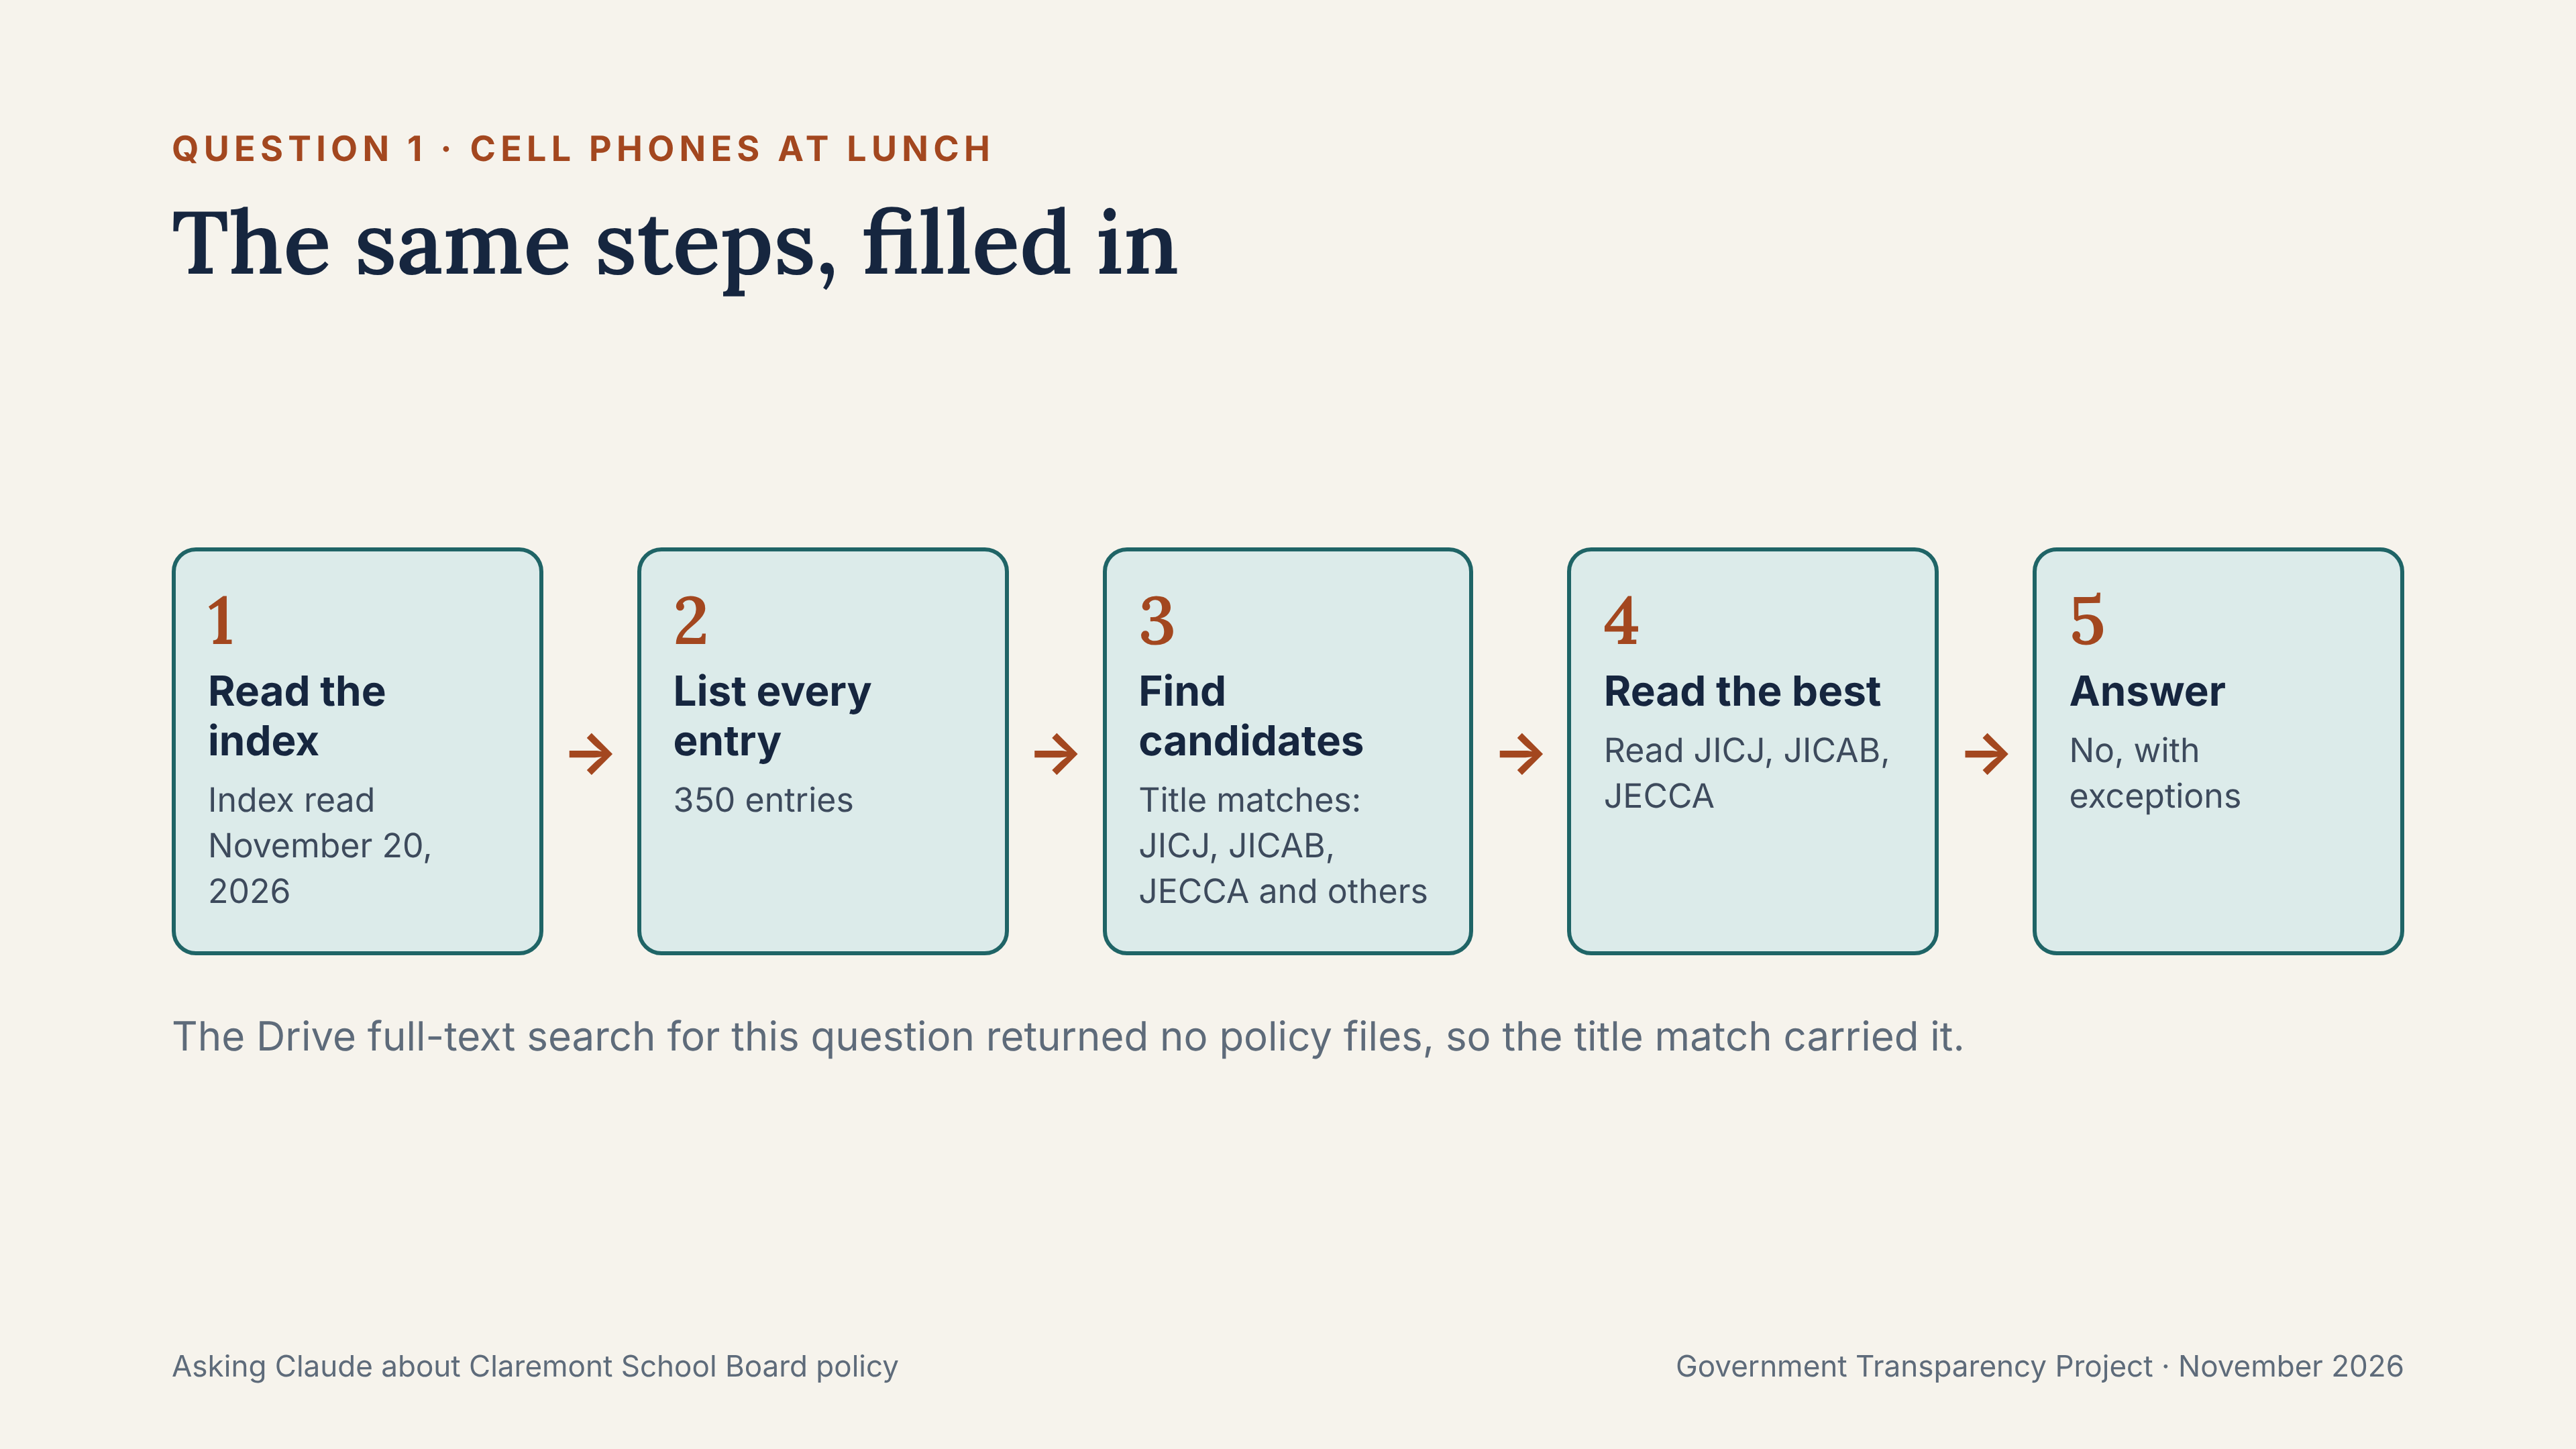 QUESTION 1 · CELL PHONES AT LUNCH
The same steps, filled in
1
Read the
index
Index read
November 20,
2026
→
2
List every
entry
350 entries
→
3
Find
candidates
Title matches:
JICJ, JICAB,
JECCA and others
→
4
Read the best
Read JICJ, JICAB,
JECCA
→
5
Answer
No, with
exceptions
The Drive full-text search for this question returned no policy files, so the title match carried it.
Asking Claude about Claremont School Board policy
Government Transparency Project · November 2026